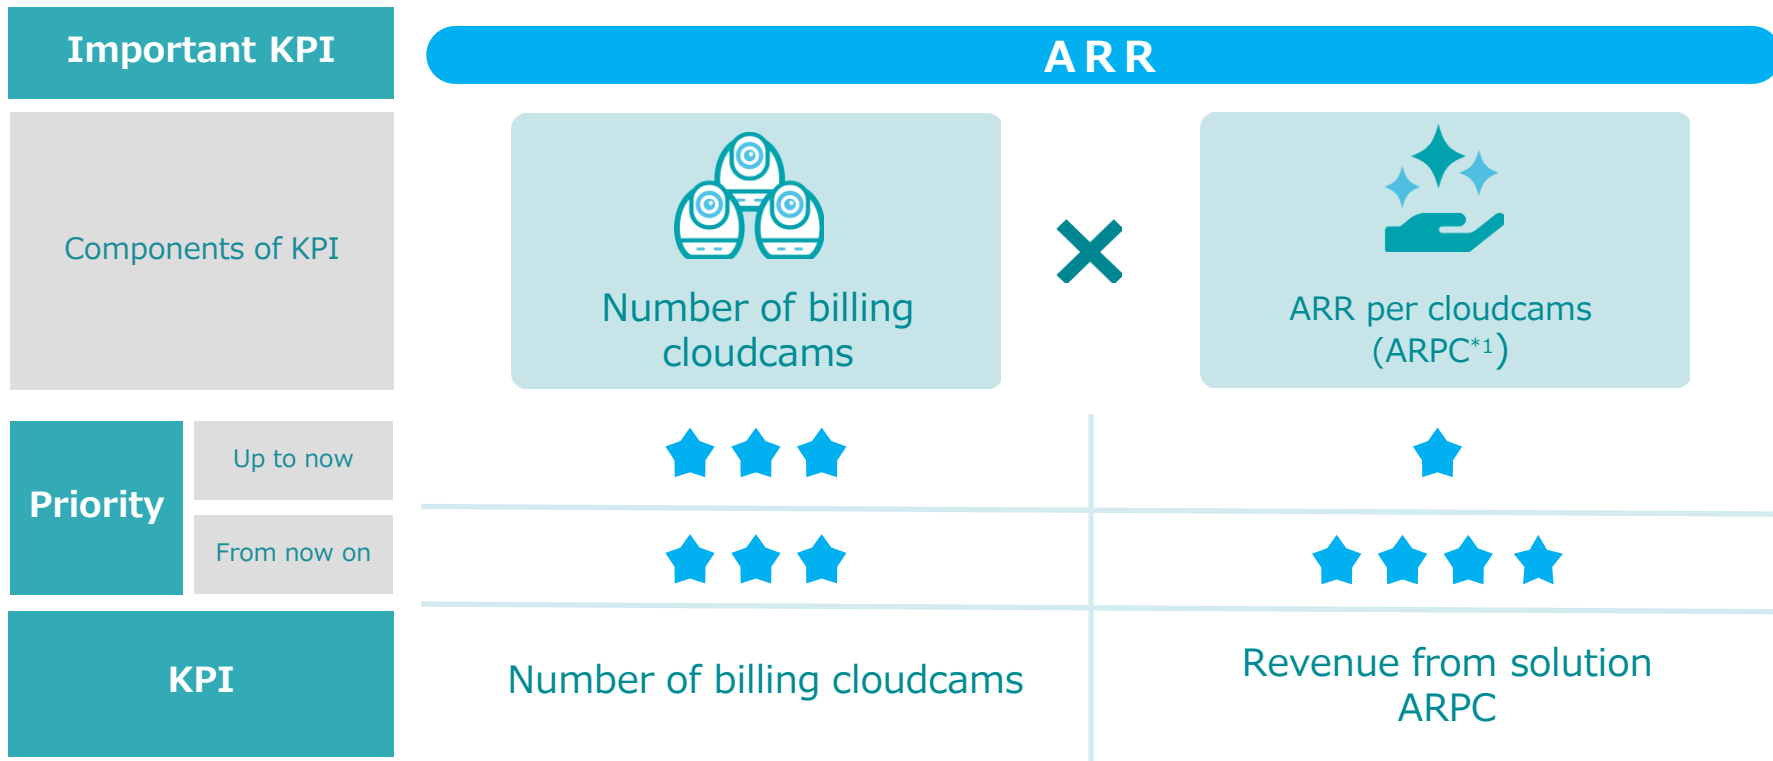 Important KPI
ARR
Components of KPI
Number of billing
cloudcams
ARR per cloudcams
(ARPC*1)
Priority
Up to now
From now on
KPI
Number of billing cloudcams
Revenue from solution
ARPC